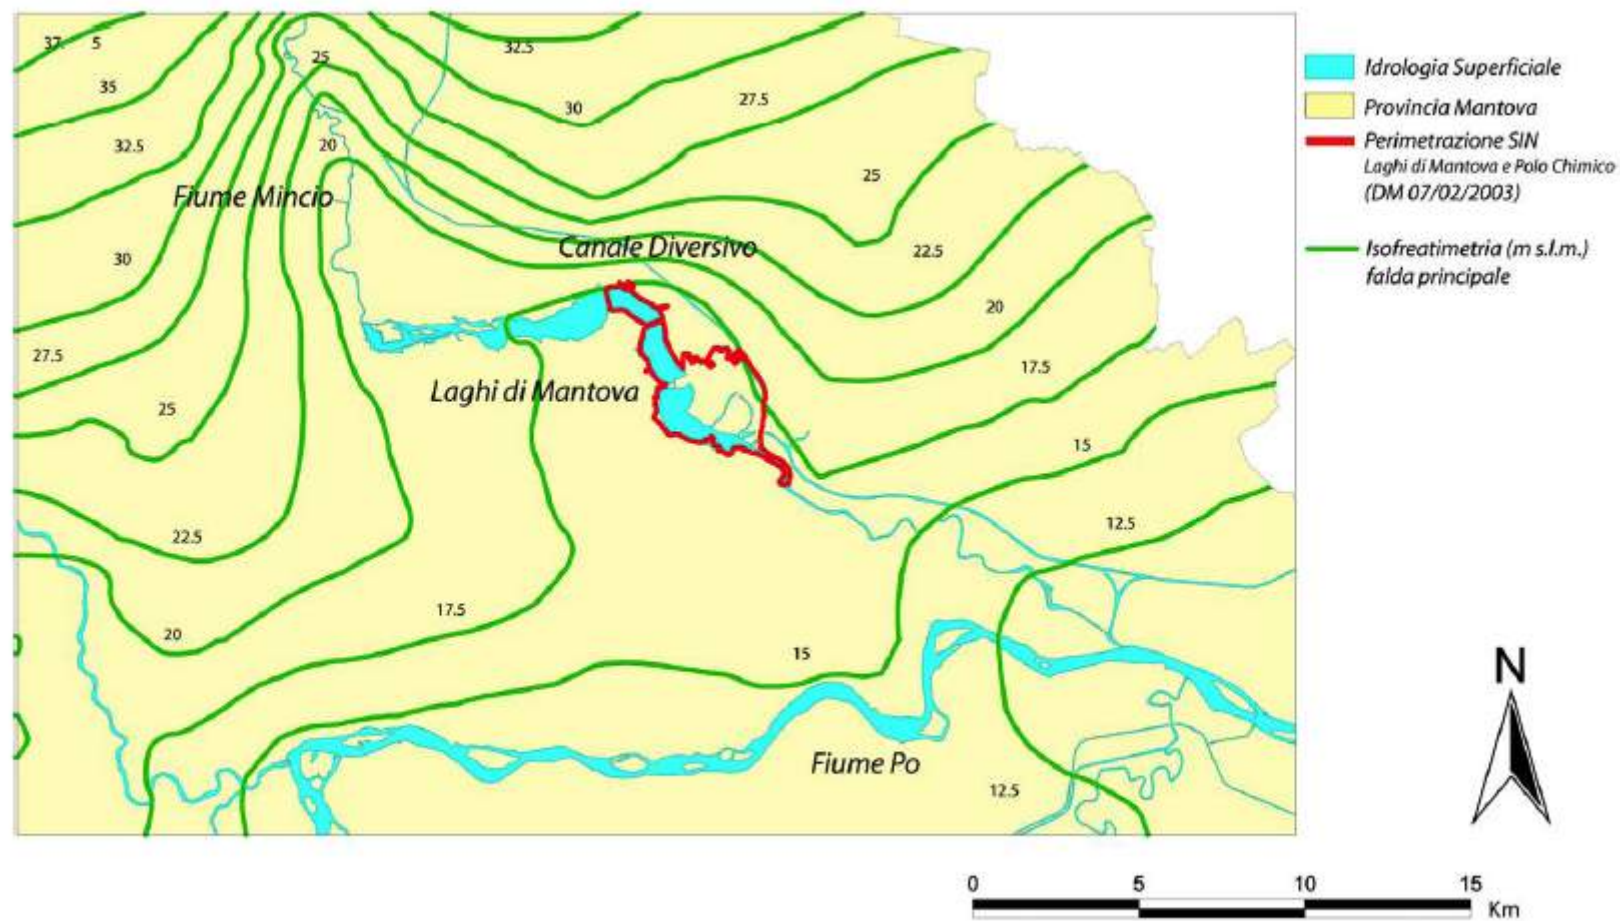 37. 5
32.5
25
35
30
27.5
32.5
20
25
Fiume Mincio
Canale Diversivo
22.5
30
20
27.5
17.5
Laghi di Mantova
25
15
12.5
22.5
17.5
20
15
Fiume Po
12.5
Idrologia Superficiale
Provincia Mantova
Perimetrazione SIN
Laghi di Mantova e Polo Chimico
(DM 07/02/2003)
Isofreatimetria (m s.l.m.)
falda principale
N
0 5 10 15
Km